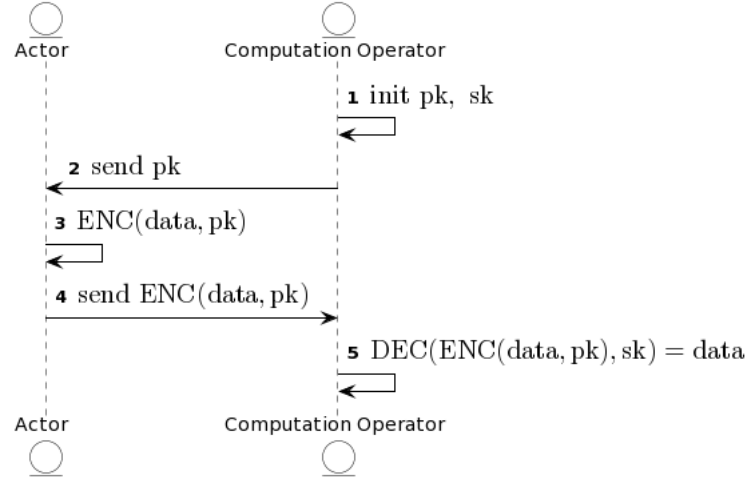 Actor Computation Operator
1 init pk, sk
2 send pk
3 ENC(data, pk)
4 send ENC(data, pk)
5 DEC(ENC(data, pk), sk) = data
Actor Computation Operator